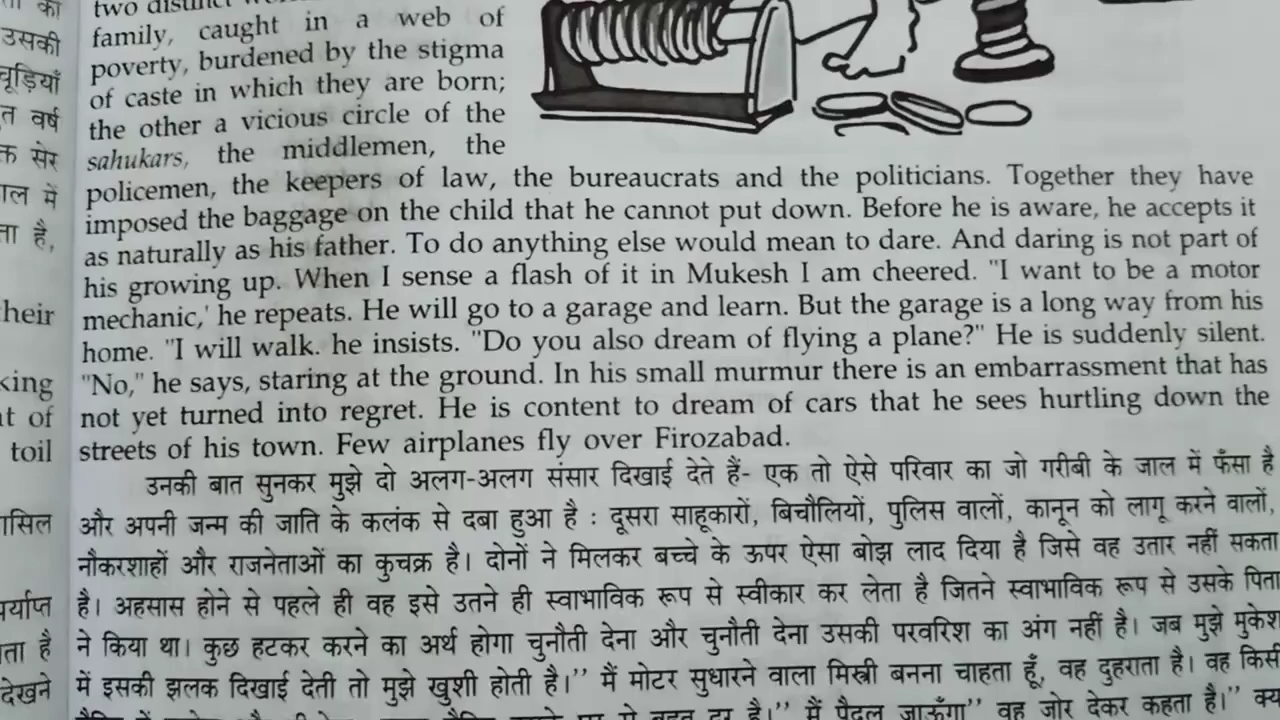 two distinct
family, caught in a web of
poverty, burdened by the stigma
of caste in which they are born;
the other a vicious circle of the
sahukars, the middlemen, the
policemen, the keepers of law, the bureaucrats and the politicians. Together they have
imposed the baggage on the child that he cannot put down. Before he is aware, he accepts it
as naturally as his father. To do anything else would mean to dare. And daring is not part of
his growing up. When I sense a flash of it in Mukesh I am cheered. "I want to be a motor
mechanic,' he repeats. He will go to a garage and learn. But the garage is a long way from his
home. "I will walk. he insists. "Do you also dream of flying a plane?" He is suddenly silent.
"No," he says, staring at the ground. In his small murmur there is an embarrassment that has
not yet turned into regret. He is content to dream of cars that he sees hurtling down the
streets of his town. Few airplanes fly over Firozabad.
उनकी बात सुनकर मुझे दो अलग-अलग संसार दिखाई देते हैं- एक तो ऐसे परिवार का जो गरीबी के जाल में फँसा है
और अपनी जन्म की जाति के कलंक से दबा हुआ है : दूसरा साहूकारों, बिचौलियों, पुलिस वालों, कानून को लागू करने वालों,
नौकरशाहों और राजनेताओं का कुचक्र है। दोनों ने मिलकर बच्चे के ऊपर ऐसा बोझ लाद दिया है जिसे वह उतार नहीं सकता
है। अहसास होने से पहले ही वह इसे उतने ही स्वाभाविक रूप से स्वीकार कर लेता है जितने स्वाभाविक रूप से उसके पिता
ने किया था। कुछ हटकर करने का अर्थ होगा चुनौती देना और चुनौती देना उसकी परवरिश का अंग नहीं है। जब मुझे मुकेश
में इसकी झलक दिखाई देती तो मुझे खुशी होती है।'' मैं मोटर सुधारने वाला मिस्त्री बनना चाहता हूँ, वह दुहराता है। वह किसी
बहुत दूर है।'' मैं पैदल जाऊँगा'' वह जोर देकर कहता है।''
की
उसकी
चूड़ियाँ
वर्ष
सेर
में
है,
toil
of
है
देखने